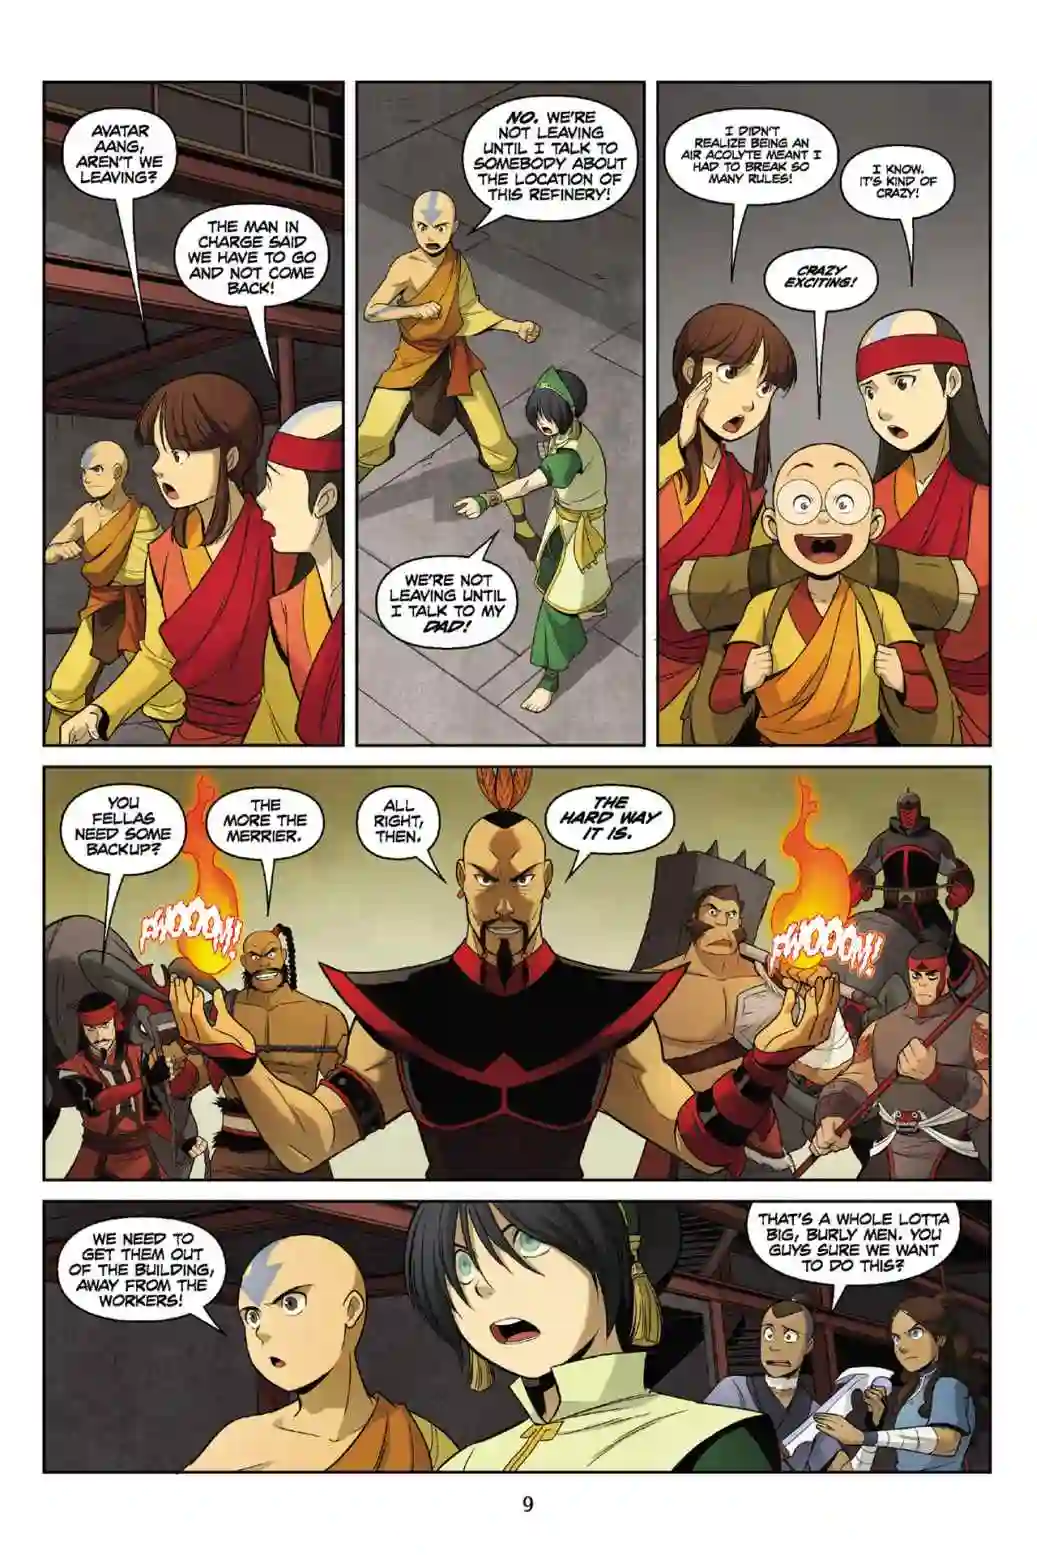 AVATAR
AANG,
AREN'T WE
LEAVING?
THE MAN IN
CHARGE SAID
WE HAVE TO GO
AND NOT COME
BACK!
NO. WE'RE
NOT LEAVING
UNTIL I TALK TO
SOMEBODY ABOUT
THE LOCATION OF
THIS REFINERY!
WE'RE NOT
LEAVING UNTIL
I TALK TO MY
DAD!
I DIDN'T
REALIZE BEING AN
AIR ACOLYTE MEANT I
HAD TO BREAK SO
MANY RULES!
I KNOW.
IT'S KIND OF
CRAZY!
CRAZY
EXCITING!
YOU
FELLAS
NEED SOME
BACKUP?
THE
MORE THE
MERRIER.
ALL
RIGHT,
THEN.
THE
HARD WAY
IT IS.
FWOOOM!
FWOOOM!
WE NEED TO
GET THEM OUT
OF THE BUILDING,
AWAY FROM THE
WORKERS!
THAT'S A WHOLE LOTTA
BIG, BURLY MEN. YOU
GUYS SURE WE WANT
TO DO THIS?
9